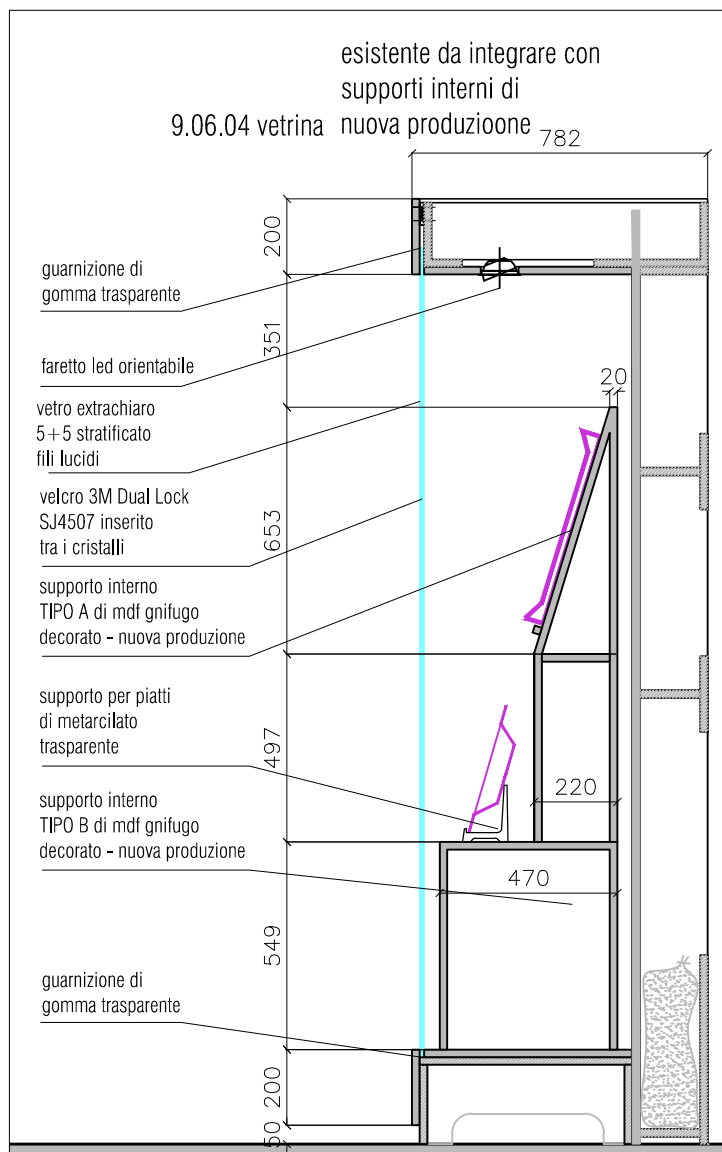 esistente da integrare con
supporti interni di
9.06.04 vetrina nuova produzioone
782
200
guarnizione di
gomma trasparente
351
faretto led orientabile
20
vetro extrachiaro
5+5 stratificato
fili lucidi
velcro 3M Dual Lock
SJ4507 inserito
tra i cristalli
653
supporto interno
TIPO A di mdf gnifugo
decorato - nuova produzione
supporto per piatti
di metarcilato
trasparente
497
220
supporto interno
TIPO B di mdf gnifugo
decorato - nuova produzione
470
549
guarnizione di
gomma trasparente
200
50